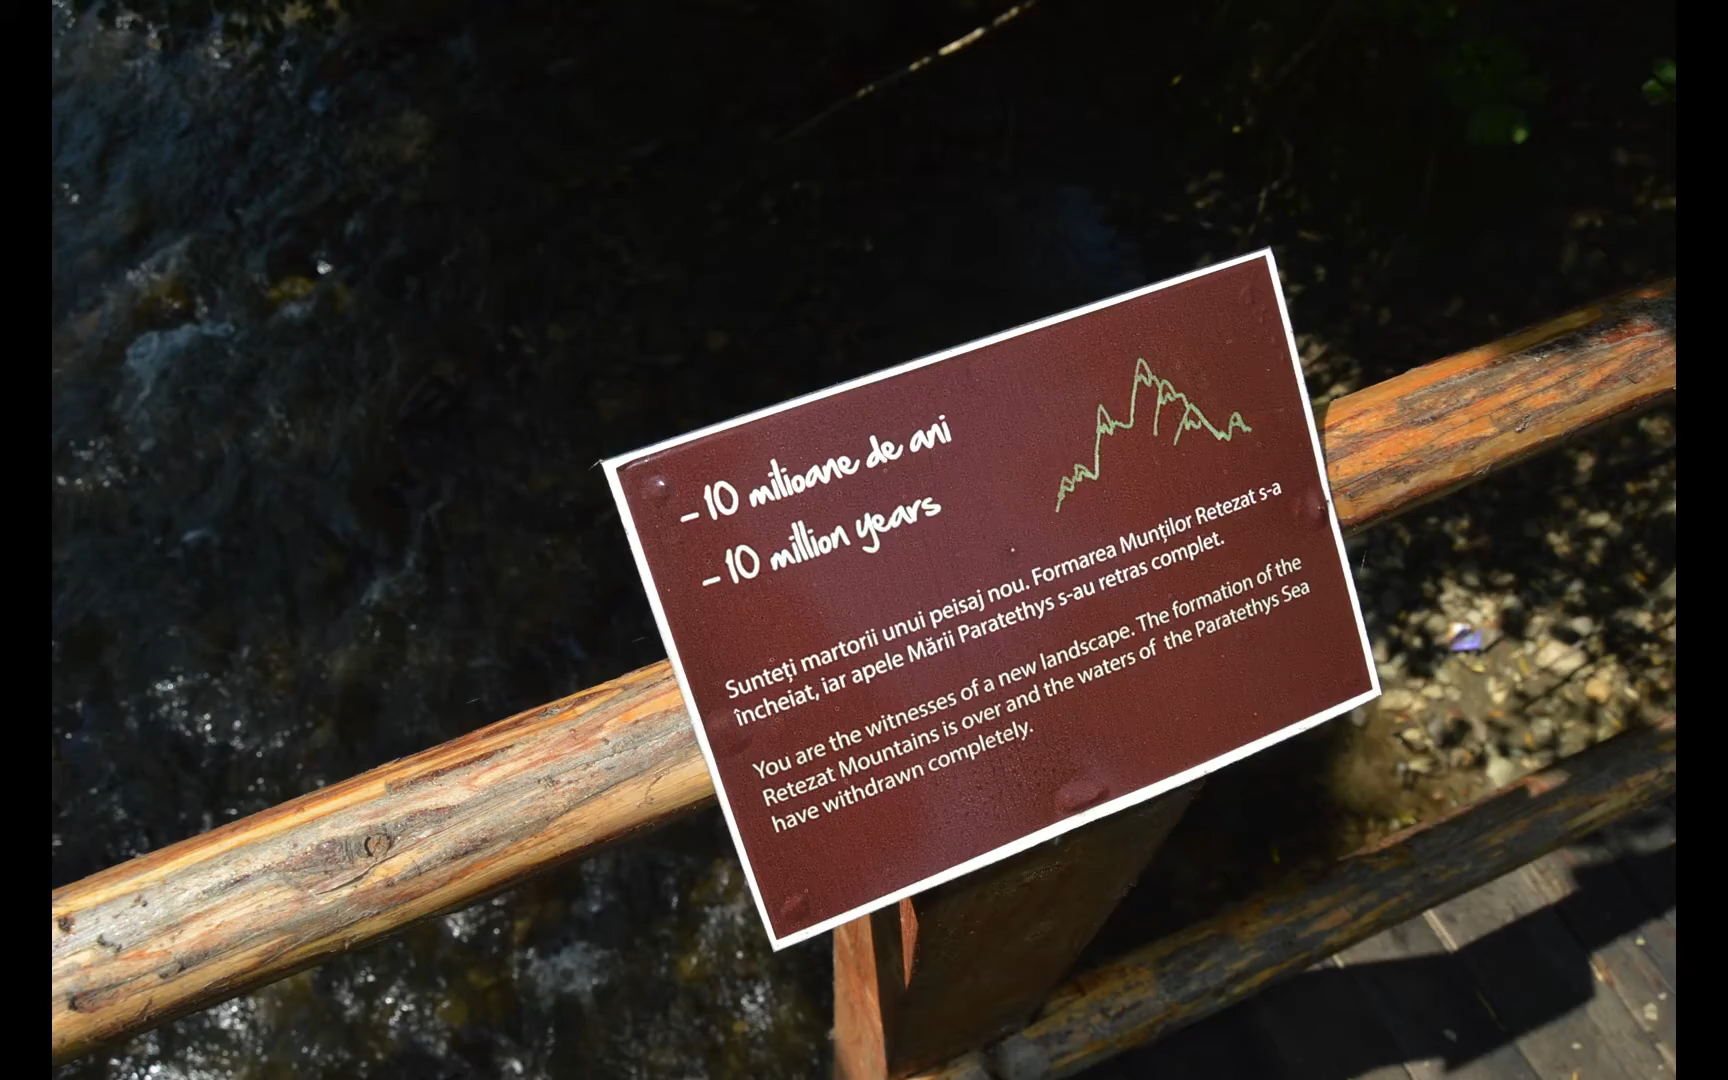 – 10 milioane de ani
– 10 million years
Sunteți martorii unui peisaj nou. Formarea Munților Retezat s-a
încheiat, iar apele Mării Paratethys s-au retras complet.
You are the witnesses of a new landscape. The formation of the
Retezat Mountains is over and the waters of the Paratethys Sea
have withdrawn completely.